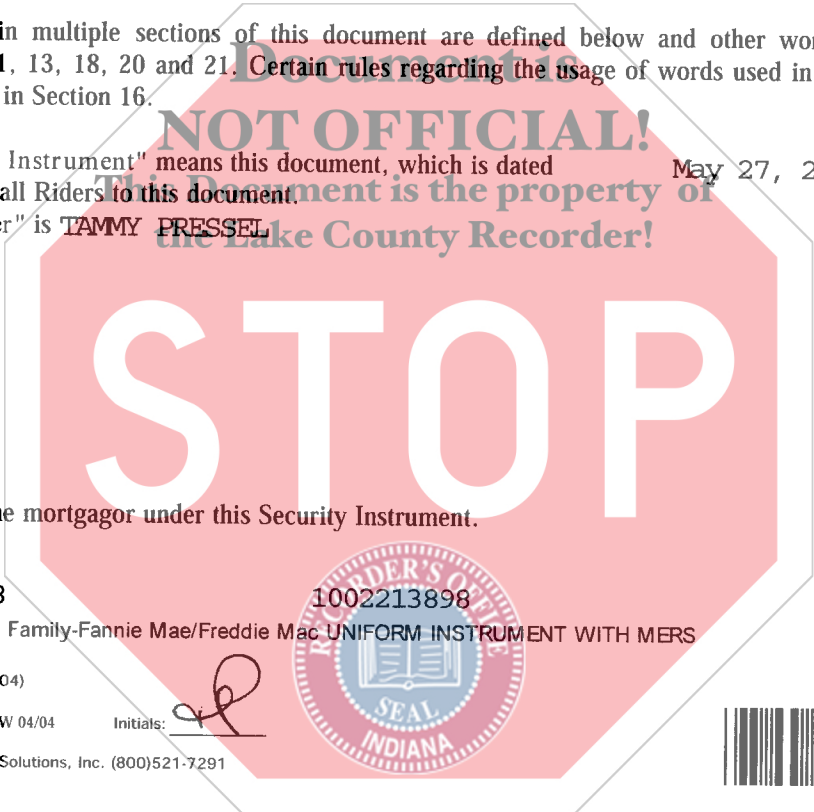 in multiple sections of this document are defined below and other wor
1, 13, 18, 20 and 21. Certain rules regarding the usage of words used in
in Section 16.
Document is
NOT OFFICIAL!
This Document is the property of
the Lake County Recorder!
Instrument" means this document, which is dated May 27, 2
all Riders to this document.
r" is TAMMY PRESSEL
STOP
e mortgagor under this Security Instrument.
1002213898
Family-Fannie Mae/Freddie Mac UNIFORM INSTRUMENT WITH MERS
04)
W 04/04 Initials: TP
Solutions, Inc. (800)521-7291
RECORDER'S OFFICE
SEAL
INDIANA